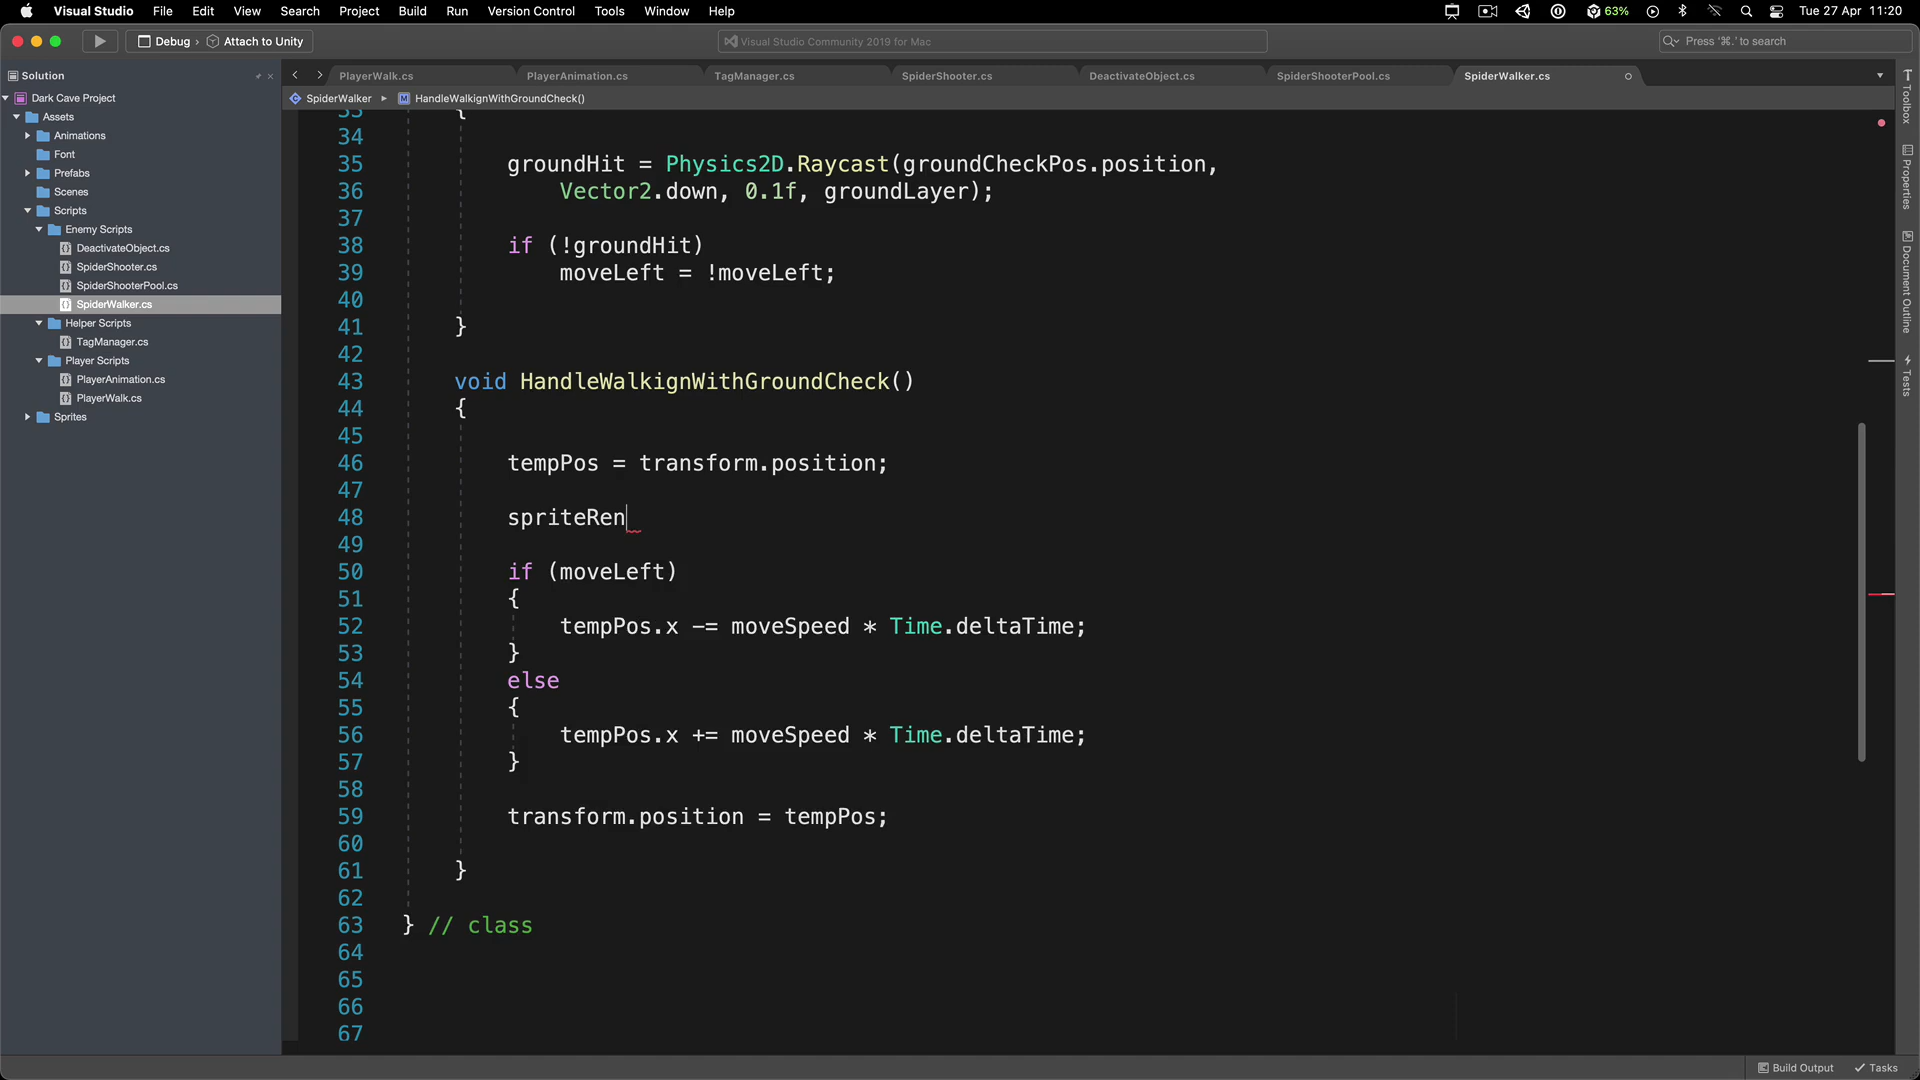 Visual Studio File Edit View Search Project Build Run Version Control Tools Window Help 63% Tue 27 Apr 11:20
Debug › Attach to Unity Visual Studio Community 2019 for Mac Press '⌘.' to search
Solution
PlayerWalk.cs PlayerAnimation.cs TagManager.cs SpiderShooter.cs DeactivateObject.cs SpiderShooterPool.cs SpiderWalker.cs
SpiderWalker HandleWalkignWithGroundCheck()
Dark Cave Project
Assets
Animations
Font
Prefabs
Scenes
Scripts
Enemy Scripts
DeactivateObject.cs
SpiderShooter.cs
SpiderShooterPool.cs
SpiderWalker.cs
Helper Scripts
TagManager.cs
Player Scripts
PlayerAnimation.cs
PlayerWalk.cs
Sprites
33 {
34
35 groundHit = Physics2D.Raycast(groundCheckPos.position,
36 Vector2.down, 0.1f, groundLayer);
37
38 if (!groundHit)
39 moveLeft = !moveLeft;
40
41 }
42
43 void HandleWalkignWithGroundCheck()
44 {
45
46 tempPos = transform.position;
47
48 spriteRen
49
50 if (moveLeft)
51 {
52 tempPos.x -= moveSpeed * Time.deltaTime;
53 }
54 else
55 {
56 tempPos.x += moveSpeed * Time.deltaTime;
57 }
58
59 transform.position = tempPos;
60
61 }
62
63 } // class
64
65
66
67
Toolbox
Properties
Document Outline
Tests
Build Output Tasks